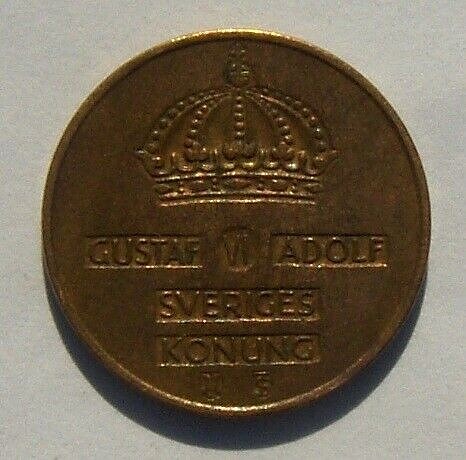 GUSTAF VI ADOLF
SVERIGES
KONUNG